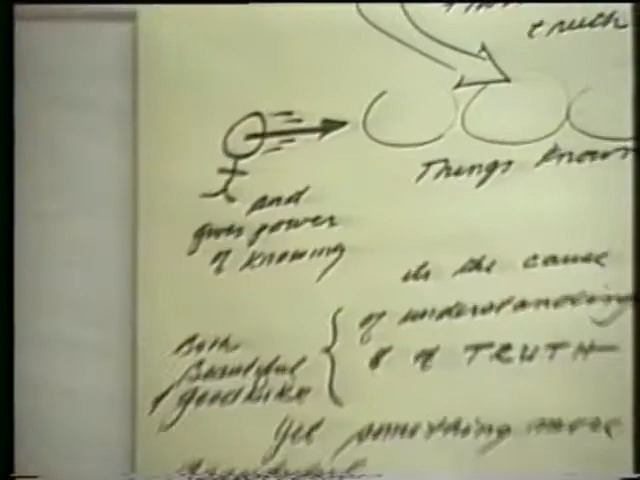 truth
Things Known
and
gives power
of knowing
its the cause
of understanding
& of TRUTH
Both
Beautiful
goodlike
Yet something more